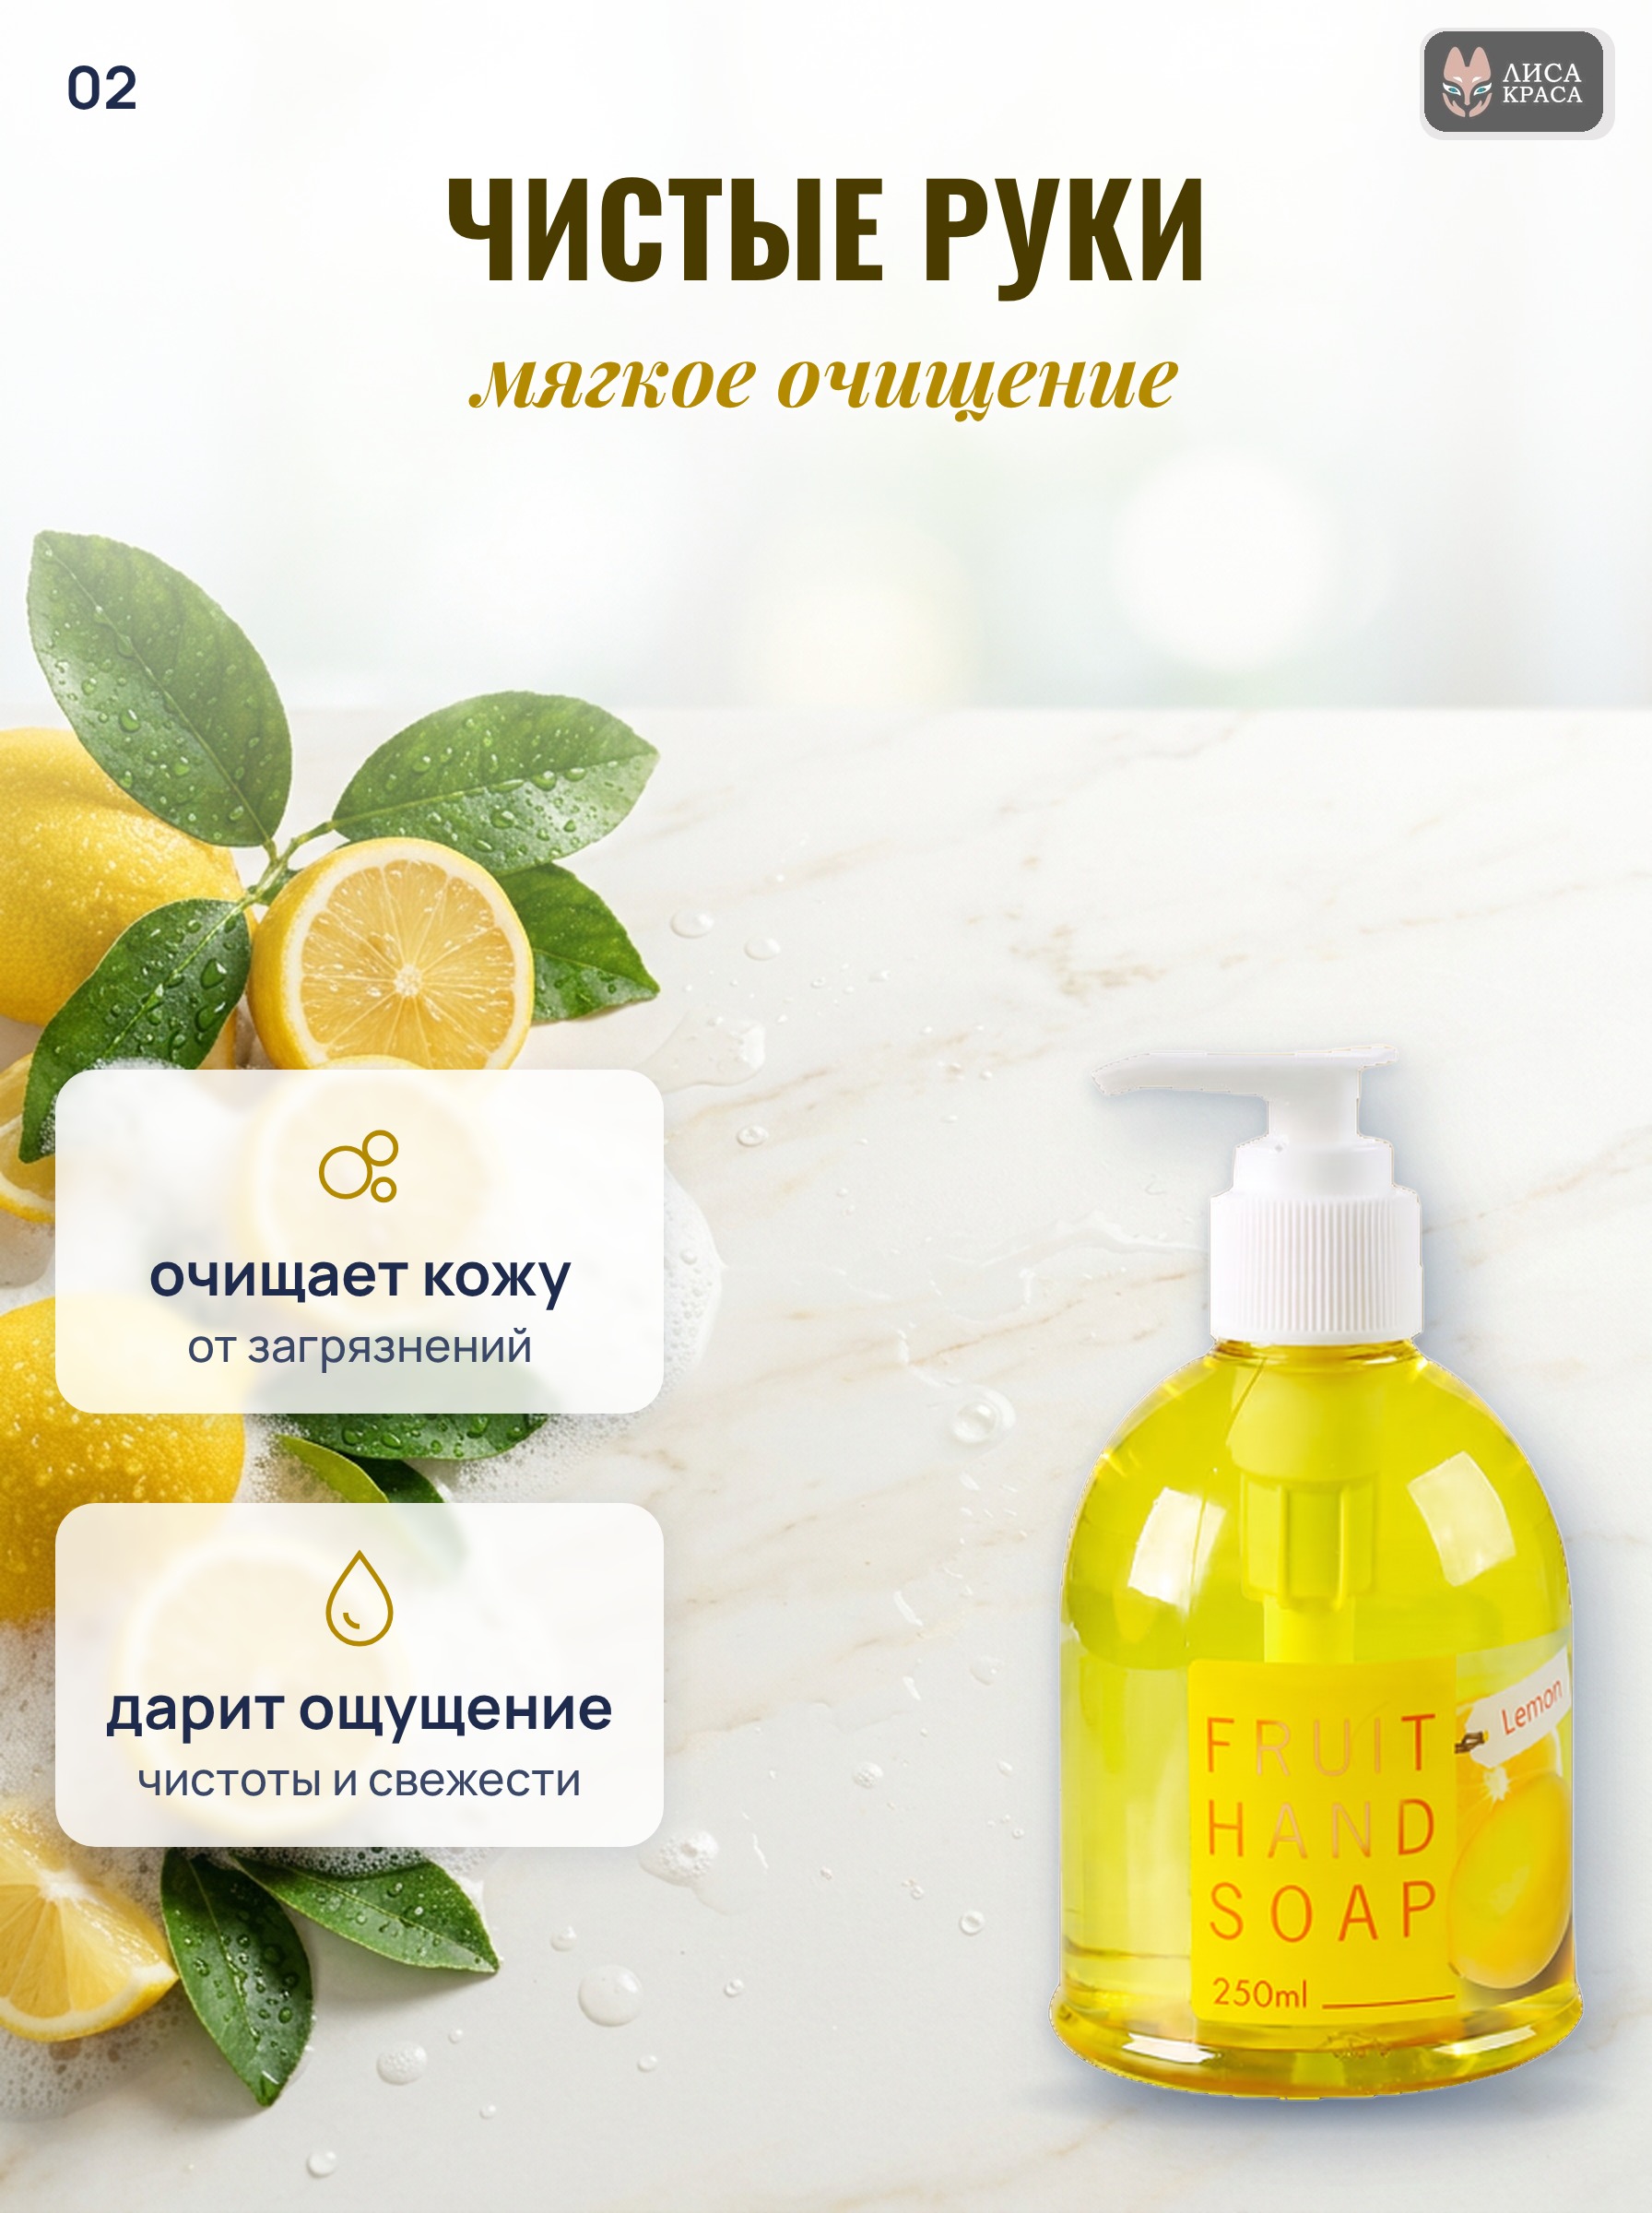 02
ЛИСА
КРАСА
ЧИСТЫЕ РУКИ
мягкое очищение
очищает кожу
от загрязнений
дарит ощущение
чистоты и свежести
Lemon
FRUIT
HAND
SOAP
250ml